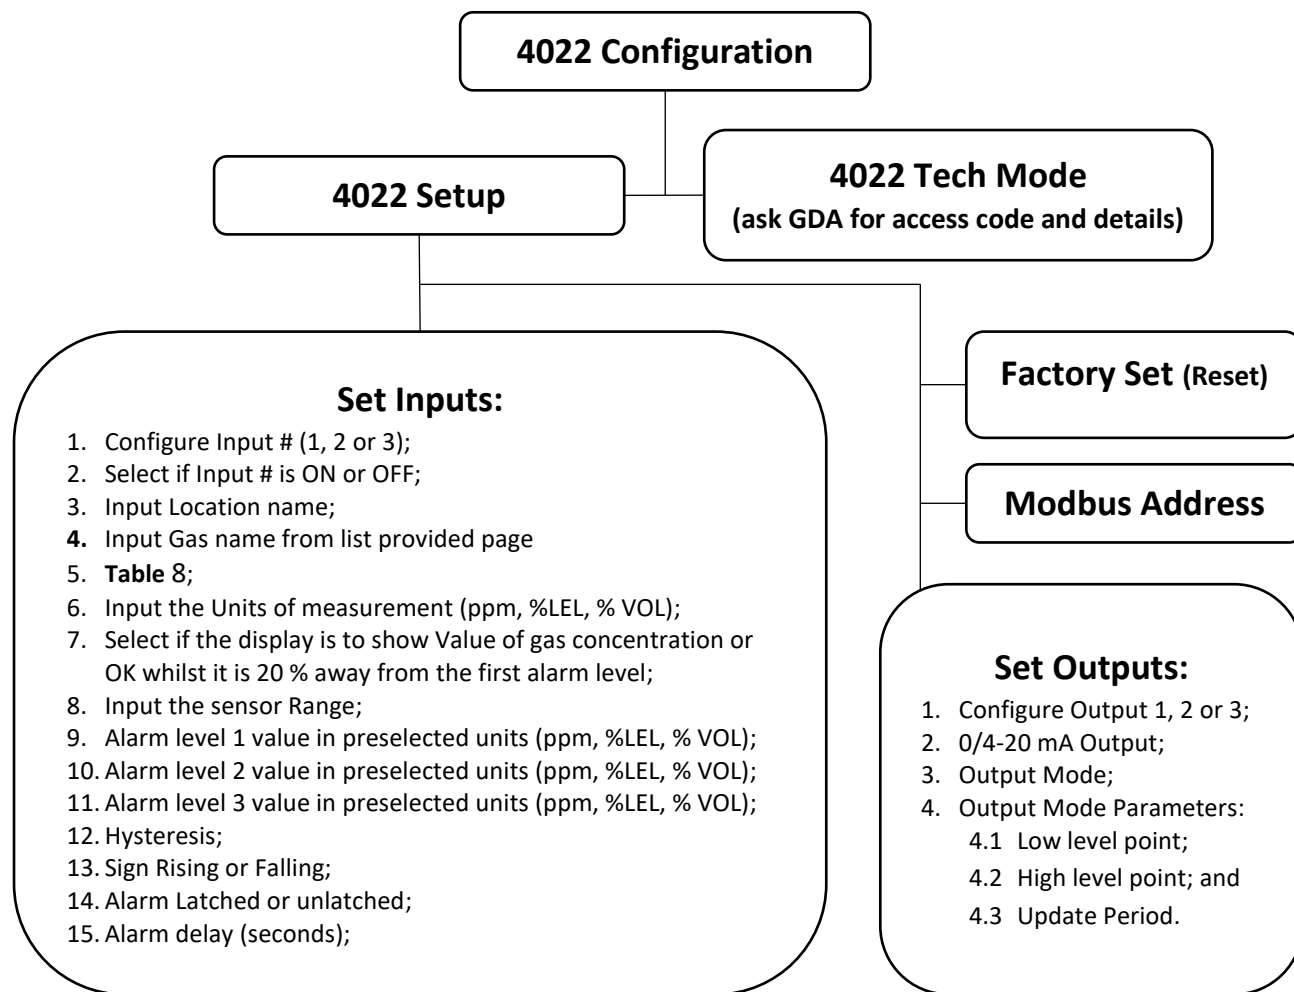 4022 Configuration
4022 Setup
4022 Tech Mode
(ask GDA for access code and details)
Set Inputs:
1. Configure Input # (1, 2 or 3);
2. Select if Input # is ON or OFF;
3. Input Location name;
4. Input Gas name from list provided page
5. Table 8;
6. Input the Units of measurement (ppm, %LEL, % VOL);
7. Select if the display is to show Value of gas concentration or
OK whilst it is 20 % away from the first alarm level;
8. Input the sensor Range;
9. Alarm level 1 value in preselected units (ppm, %LEL, % VOL);
10. Alarm level 2 value in preselected units (ppm, %LEL, % VOL);
11. Alarm level 3 value in preselected units (ppm, %LEL, % VOL);
12. Hysteresis;
13. Sign Rising or Falling;
14. Alarm Latched or unlatched;
15. Alarm delay (seconds);
Factory Set (Reset)
Modbus Address
Set Outputs:
1. Configure Output 1, 2 or 3;
2. 0/4-20 mA Output;
3. Output Mode;
4. Output Mode Parameters:
4.1 Low level point;
4.2 High level point; and
4.3 Update Period.